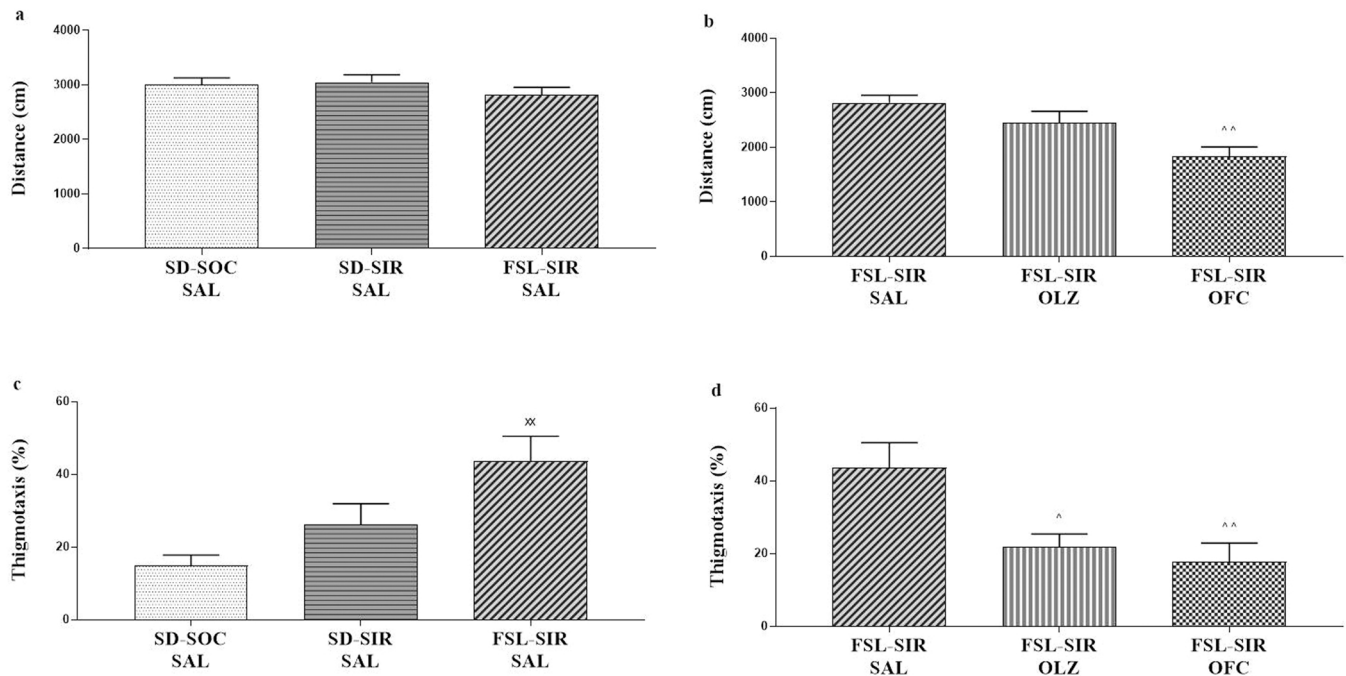 a
4000
3000
2000
1000
0
Distance (cm)
SD-SOC
SAL
SD-SIR
SAL
FSL-SIR
SAL
b
4000
3000
2000
1000
0
Distance (cm)
^ ^
FSL-SIR
SAL
FSL-SIR
OLZ
FSL-SIR
OFC
c
60
40
20
0
Thigmotaxis (%)
xx
SD-SOC
SAL
SD-SIR
SAL
FSL-SIR
SAL
d
60
40
20
0
Thigmotaxis (%)
^
^ ^
FSL-SIR
SAL
FSL-SIR
OLZ
FSL-SIR
OFC